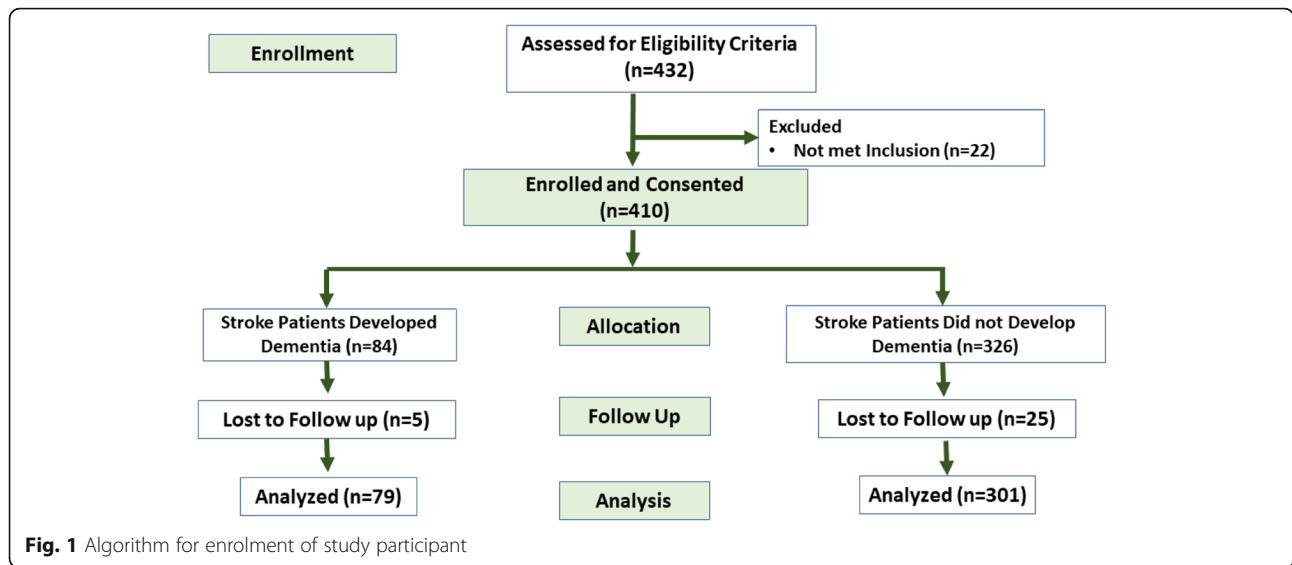 Enrollment
Assessed for Eligibility Criteria
(n=432)
Excluded
• Not met Inclusion (n=22)
Enrolled and Consented
(n=410)
Stroke Patients Developed
Dementia (n=84)
Allocation
Stroke Patients Did not Develop
Dementia (n=326)
Lost to Follow up (n=5)
Follow Up
Lost to Follow up (n=25)
Analyzed (n=79)
Analysis
Analyzed (n=301)
Fig. 1 Algorithm for enrolment of study participant